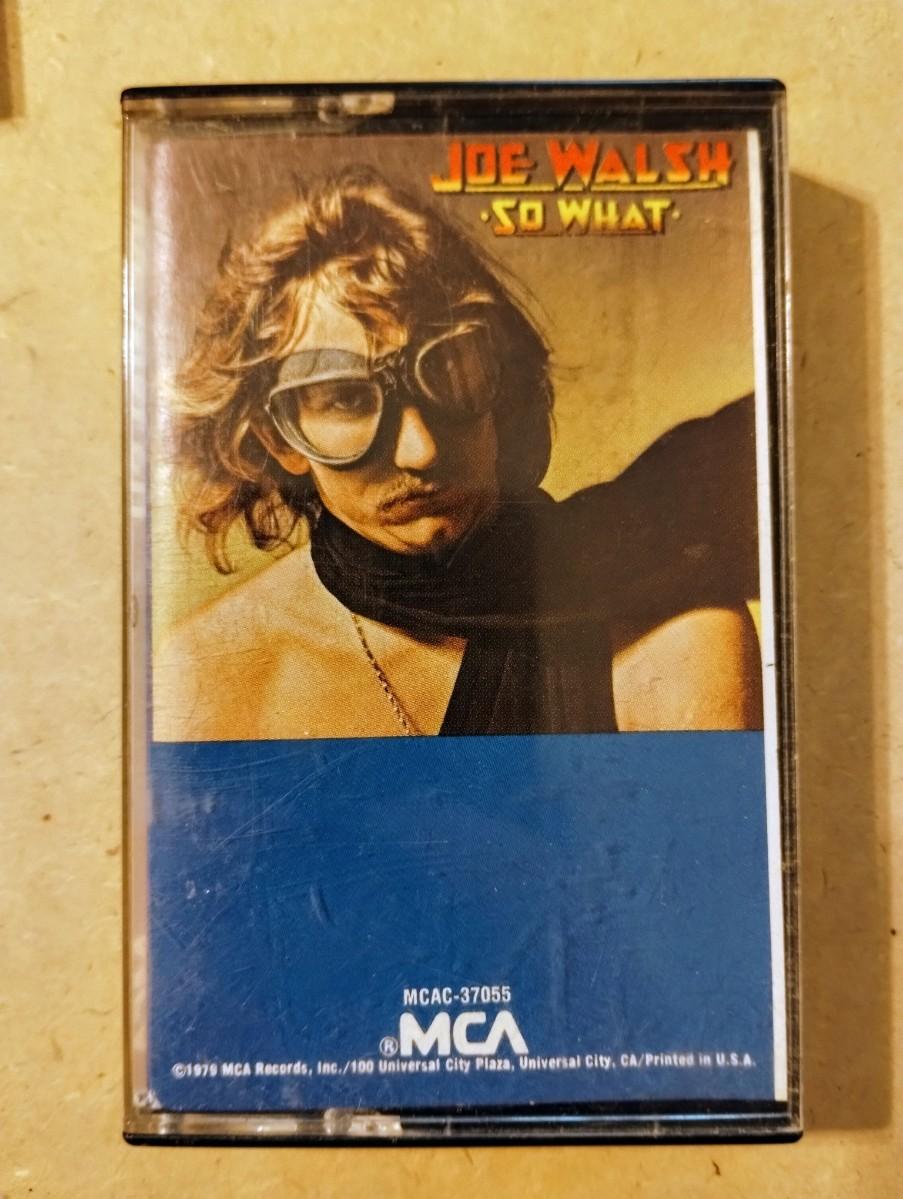 JOE WALSH
·SO WHAT·
MCAC-37055
®MCA
©1979 MCA Records, Inc./100 Universal City Plaza, Universal City, CA/Printed in U.S.A.